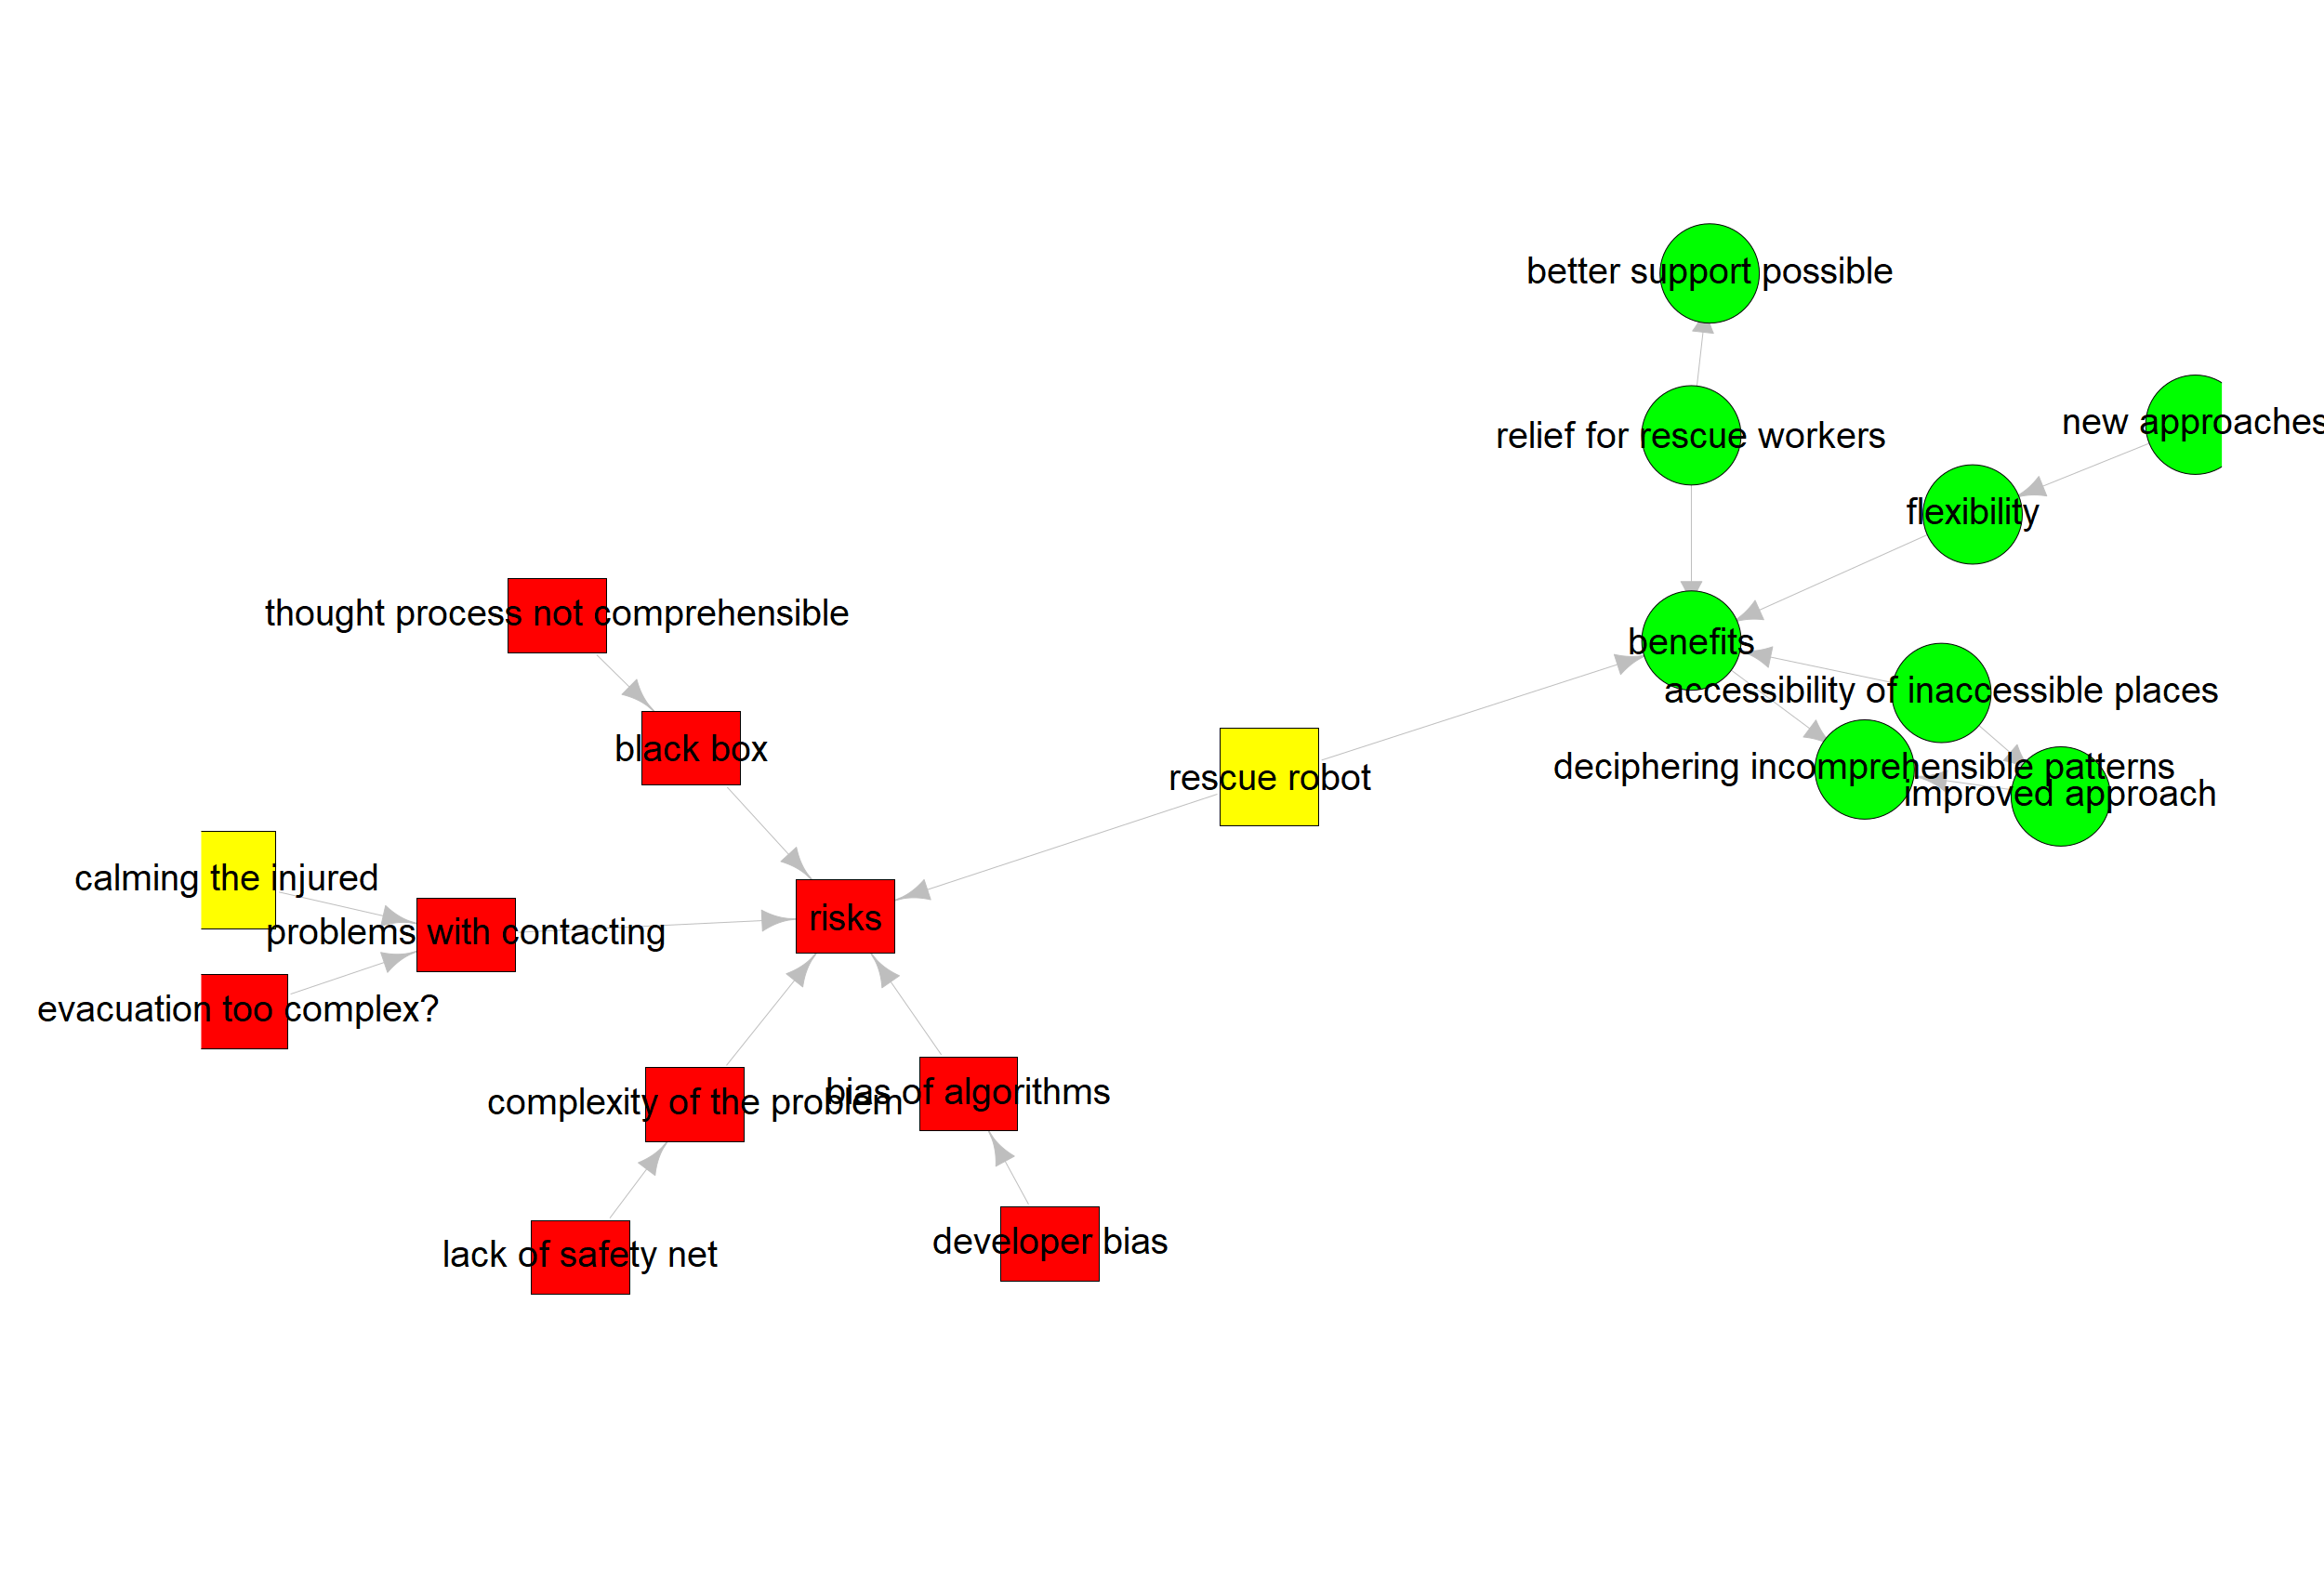 better support possible
new approaches
relief for rescue workers
flexibility
thought process not comprehensible
benefits
accessibility of inaccessible places
black box
deciphering incomprehensible patterns
rescue robot
improved approach
calming the injured
risks
problems with contacting
evacuation too complex?
bias of algorithms
complexity of the problem
developer bias
lack of safety net